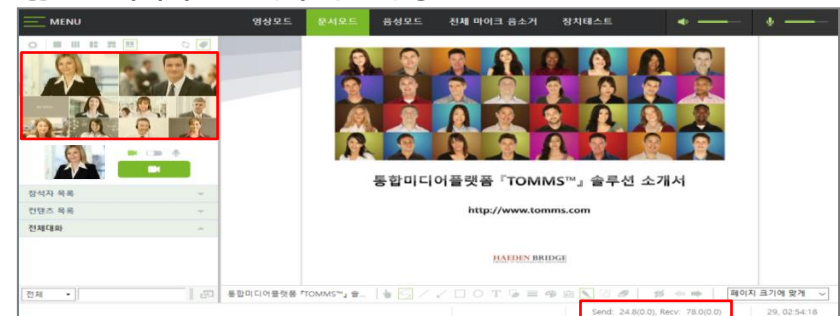 MENU
영상모드 문서모드 음성모드 전체 마이크 음소거 장치테스트
통합미디어플랫폼 『TOMMS™』 솔루션 소개서
http://www.tomms.com
HAEDEN BRIDGE
참석자 목록
컨텐츠 목록
전체대화
전체
통합미디어플랫폼 『TOMMS™』 솔...
T
페이지 크기에 맞게
Send: 24.8(0.0), Recv: 78.0(0.0)
29, 02:54:18